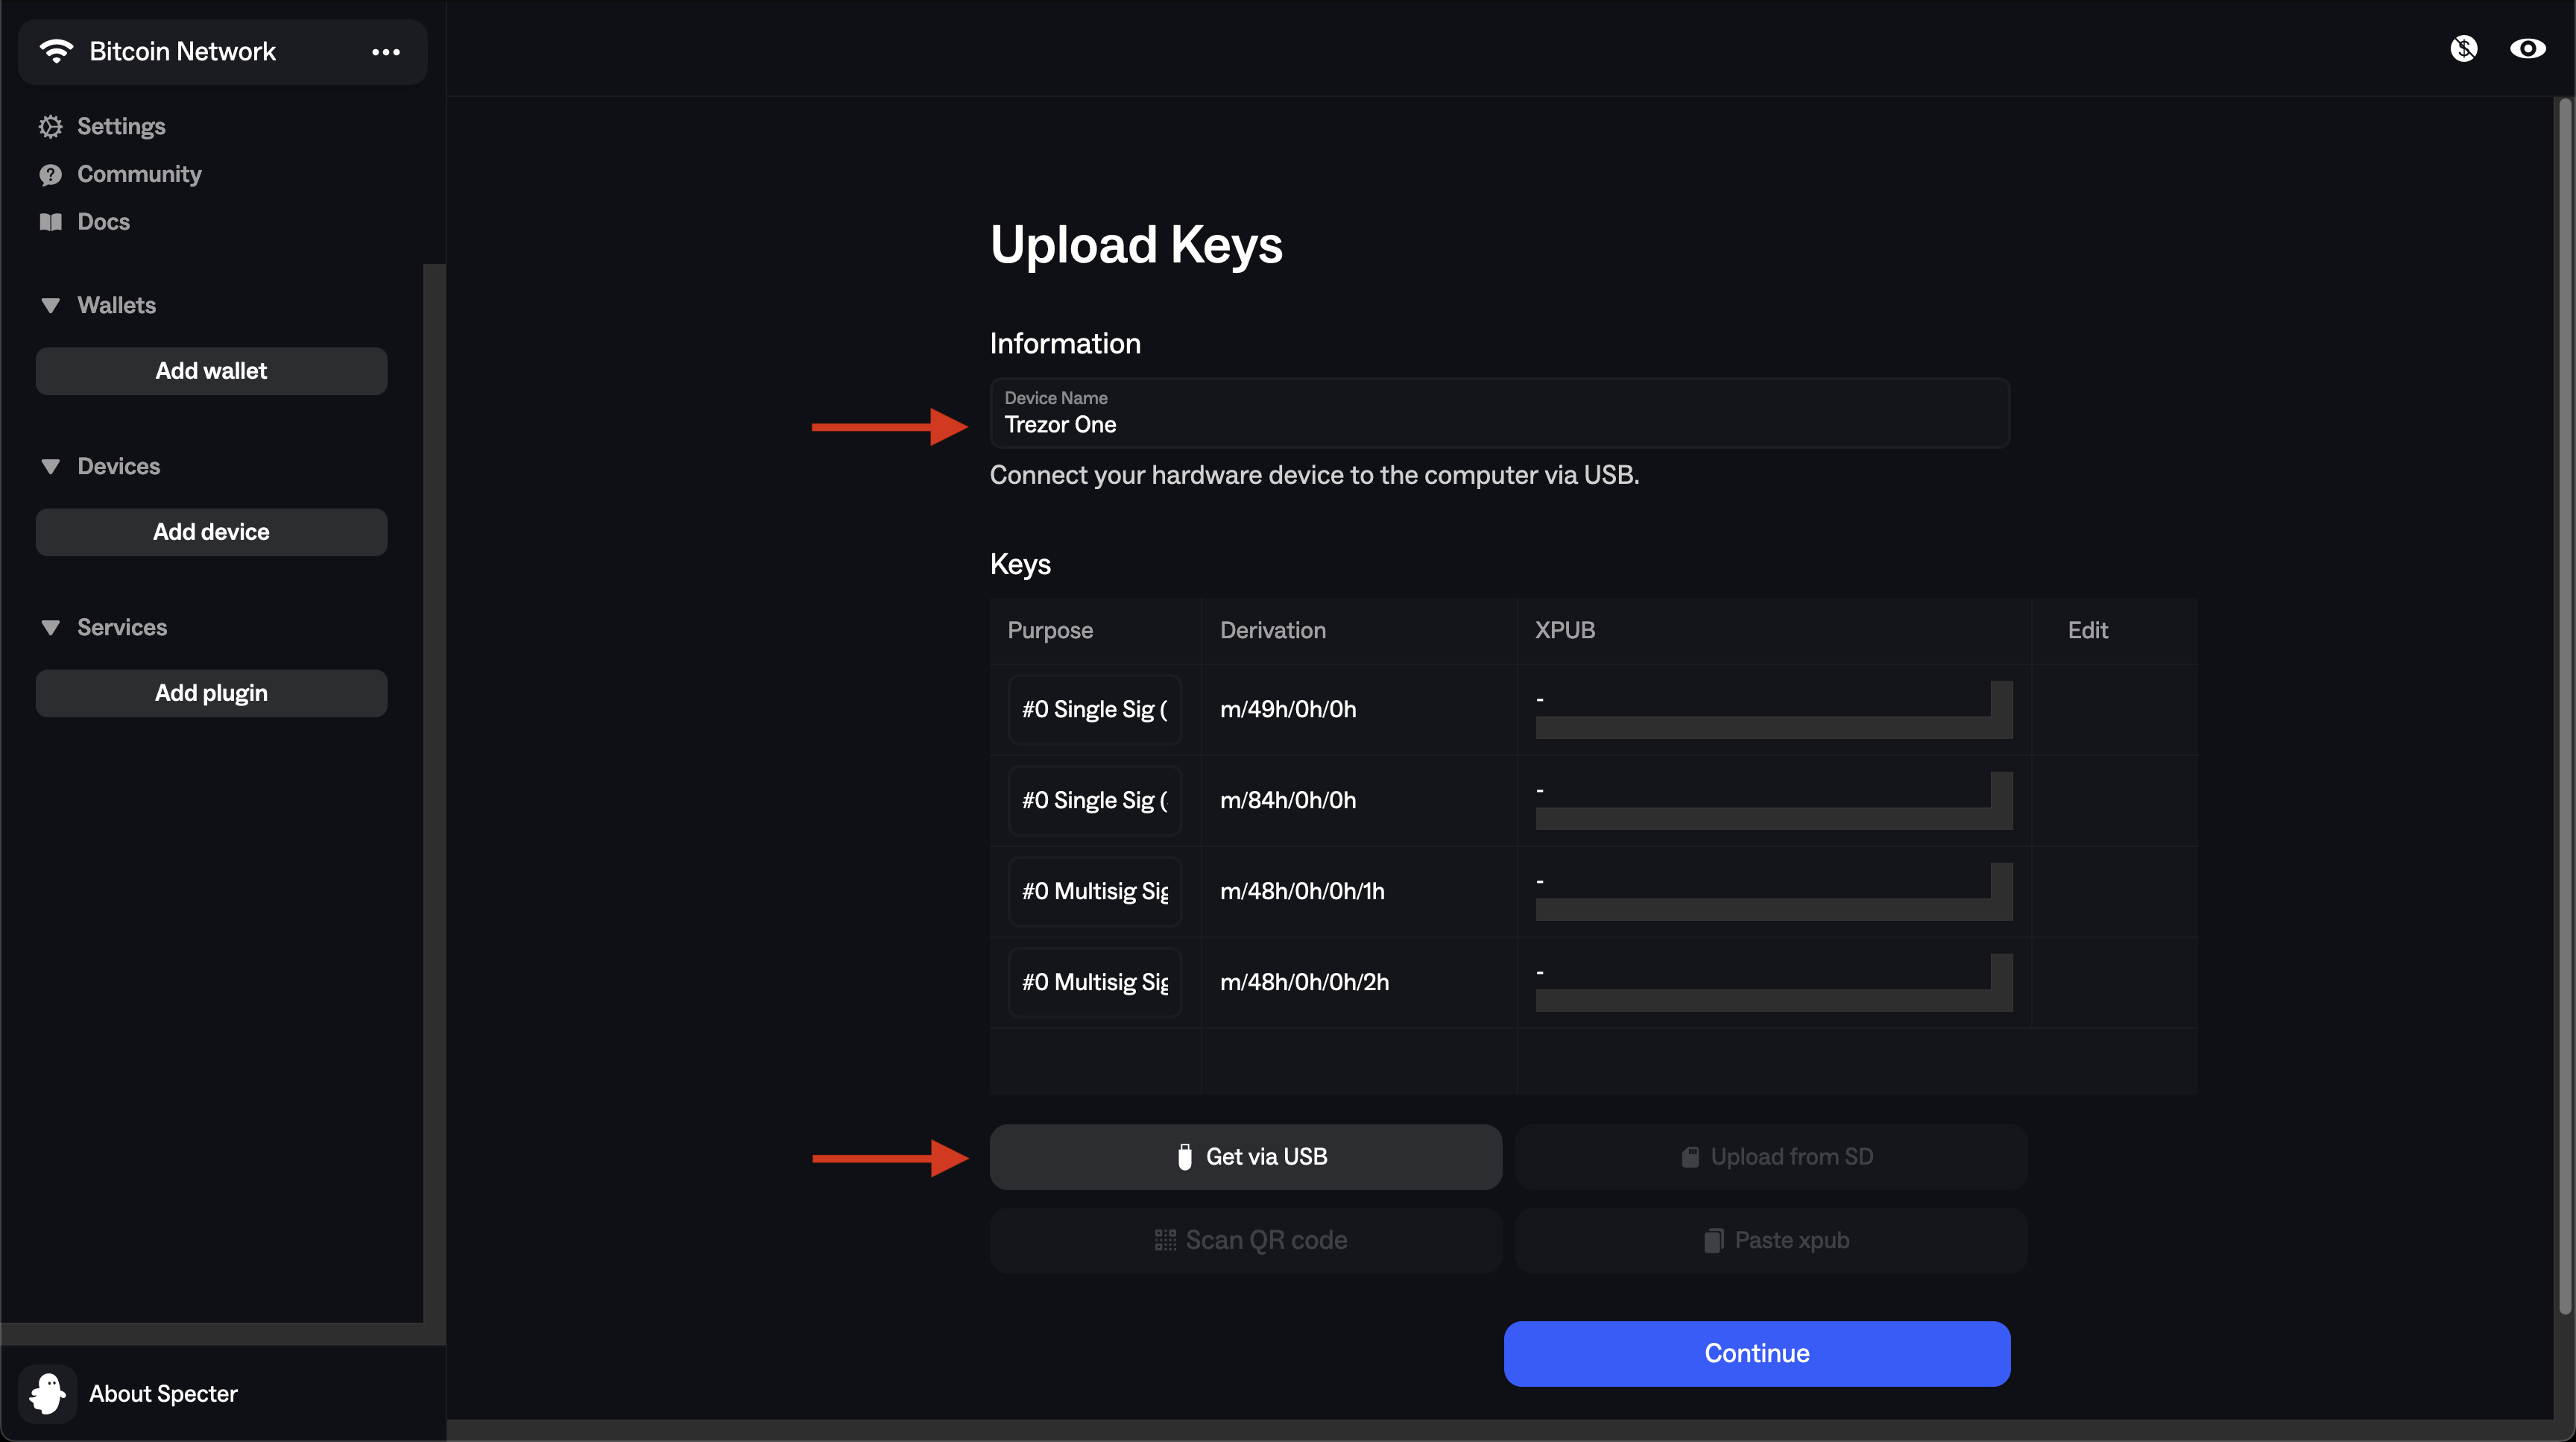 Bitcoin Network
Settings
Community
Docs
Wallets
Add wallet
Devices
Add device
Services
Add plugin
About Specter
Upload Keys
Information
Device Name
Trezor One
Connect your hardware device to the computer via USB.
Keys
Purpose Derivation XPUB Edit
#0 Single Sig ( m/49h/0h/0h -
#0 Single Sig ( m/84h/0h/0h -
#0 Multisig Sig m/48h/0h/0h/1h -
#0 Multisig Sig m/48h/0h/0h/2h -
Get via USB Upload from SD
Scan QR code Paste xpub
Continue